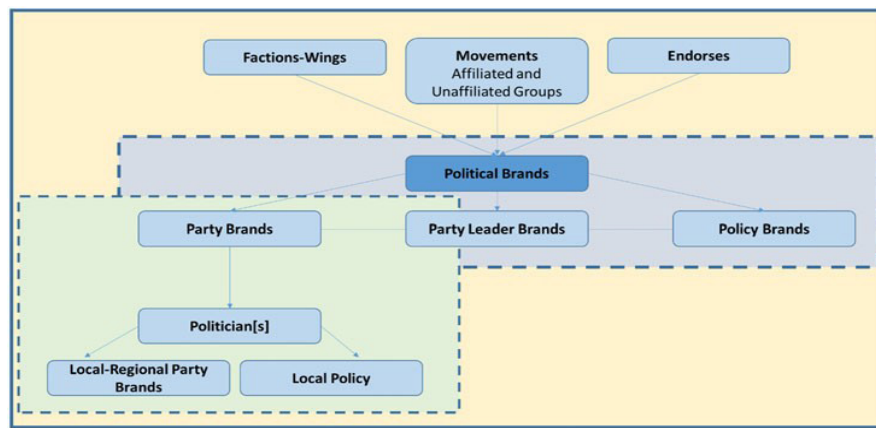 Factions-Wings
Movements
Affiliated and
Unaffiliated Groups
Endorses
Political Brands
Party Brands
Party Leader Brands
Policy Brands
Politician[s]
Local-Regional Party
Brands
Local Policy